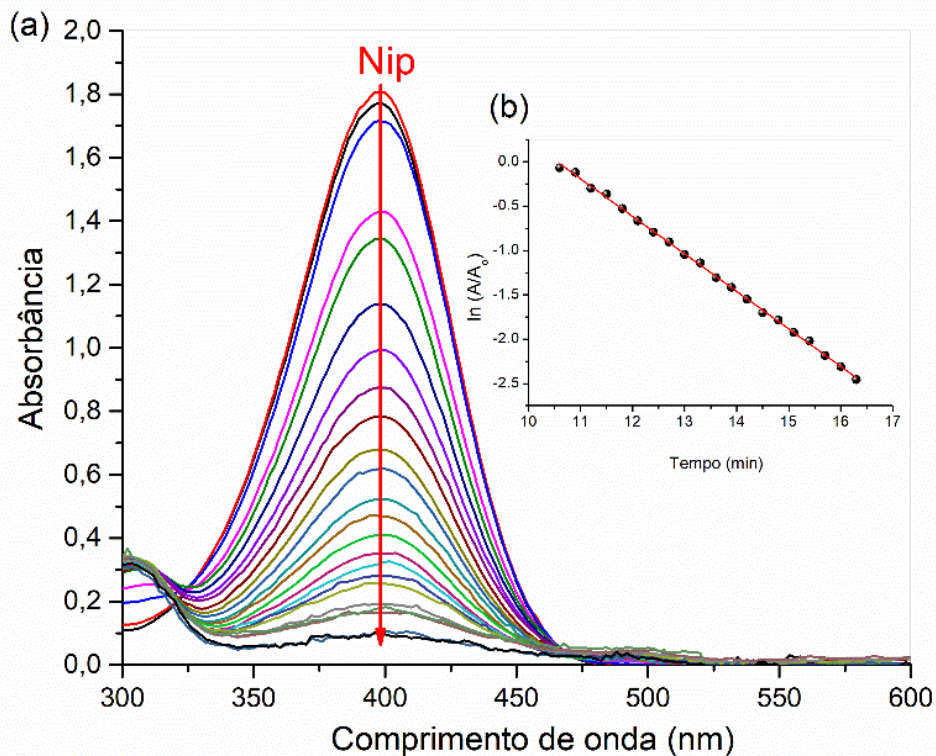 (a)
2,0
1,8
1,6
1,4
1,2
1,0
0,8
0,6
0,4
0,2
0,0
Absorbância
300 350 400 450 500 550 600
Comprimento de onda (nm)
Nip
(b)
0.0
-0.5
-1.0
-1.5
-2.0
-2.5
ln (A/Ao)
10 11 12 13 14 15 16 17
Tempo (min)